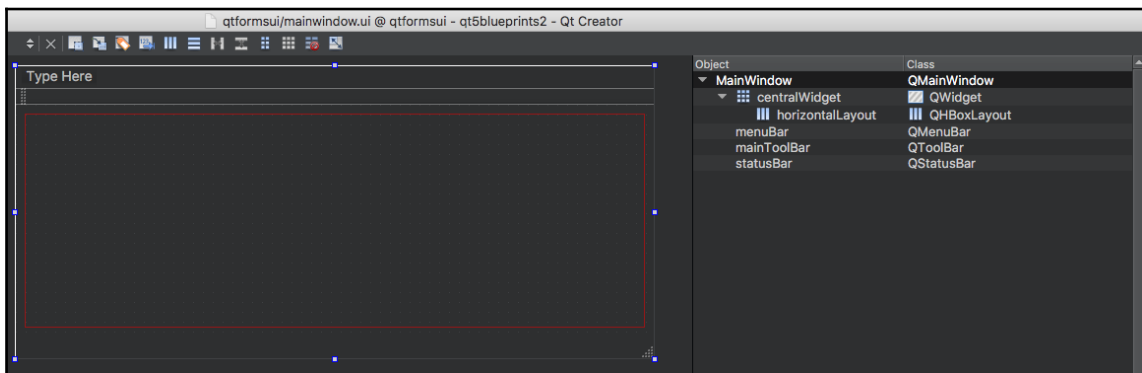 qtformsui/mainwindow.ui @ qtformsui - qt5blueprints2 - Qt Creator
Type Here
Object Class
MainWindow QMainWindow
centralWidget QWidget
horizontalLayout QHBoxLayout
menuBar QMenuBar
mainToolBar QToolBar
statusBar QStatusBar